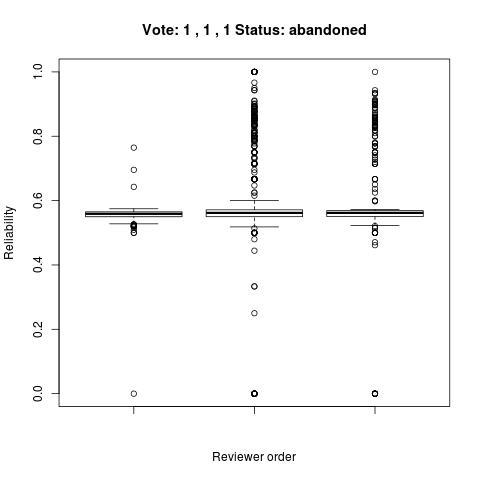 Vote: 1 , 1 , 1 Status: abandoned
1.0
0.8
0.6
0.4
0.2
0.0
Reliability
Reviewer order